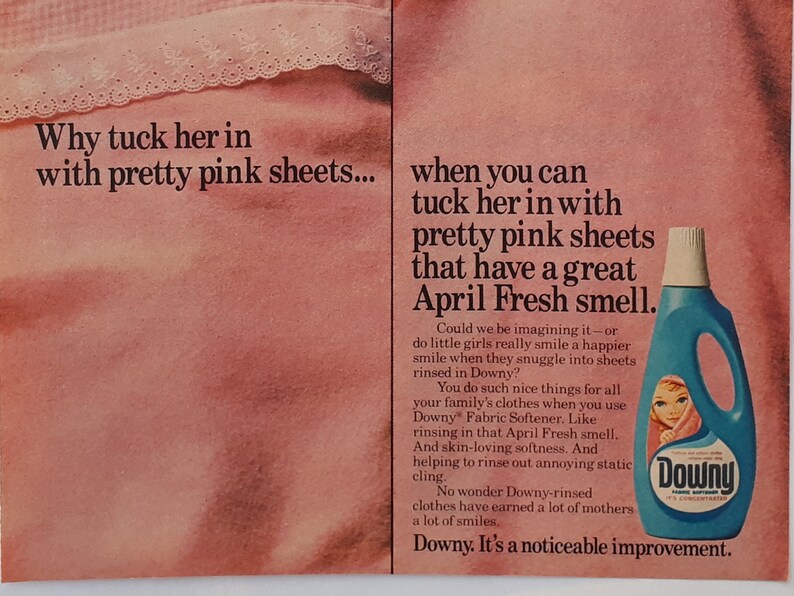 Why tuck her in
with pretty pink sheets...
when you can
tuck her in with
pretty pink sheets
that have a great
April Fresh smell.
Could we be imagining it—or
do little girls really smile a happier
smile when they snuggle into sheets
rinsed in Downy?
You do such nice things for all
your family's clothes when you use
Downy® Fabric Softener. Like
rinsing in that April Fresh smell.
And skin-loving softness. And
helping to rinse out annoying static
cling.
No wonder Downy-rinsed
clothes have earned a lot of mothers
a lot of smiles.
Downy. It's a noticeable improvement.
Downy
FABRIC SOFTENER
IT'S CONCENTRATED